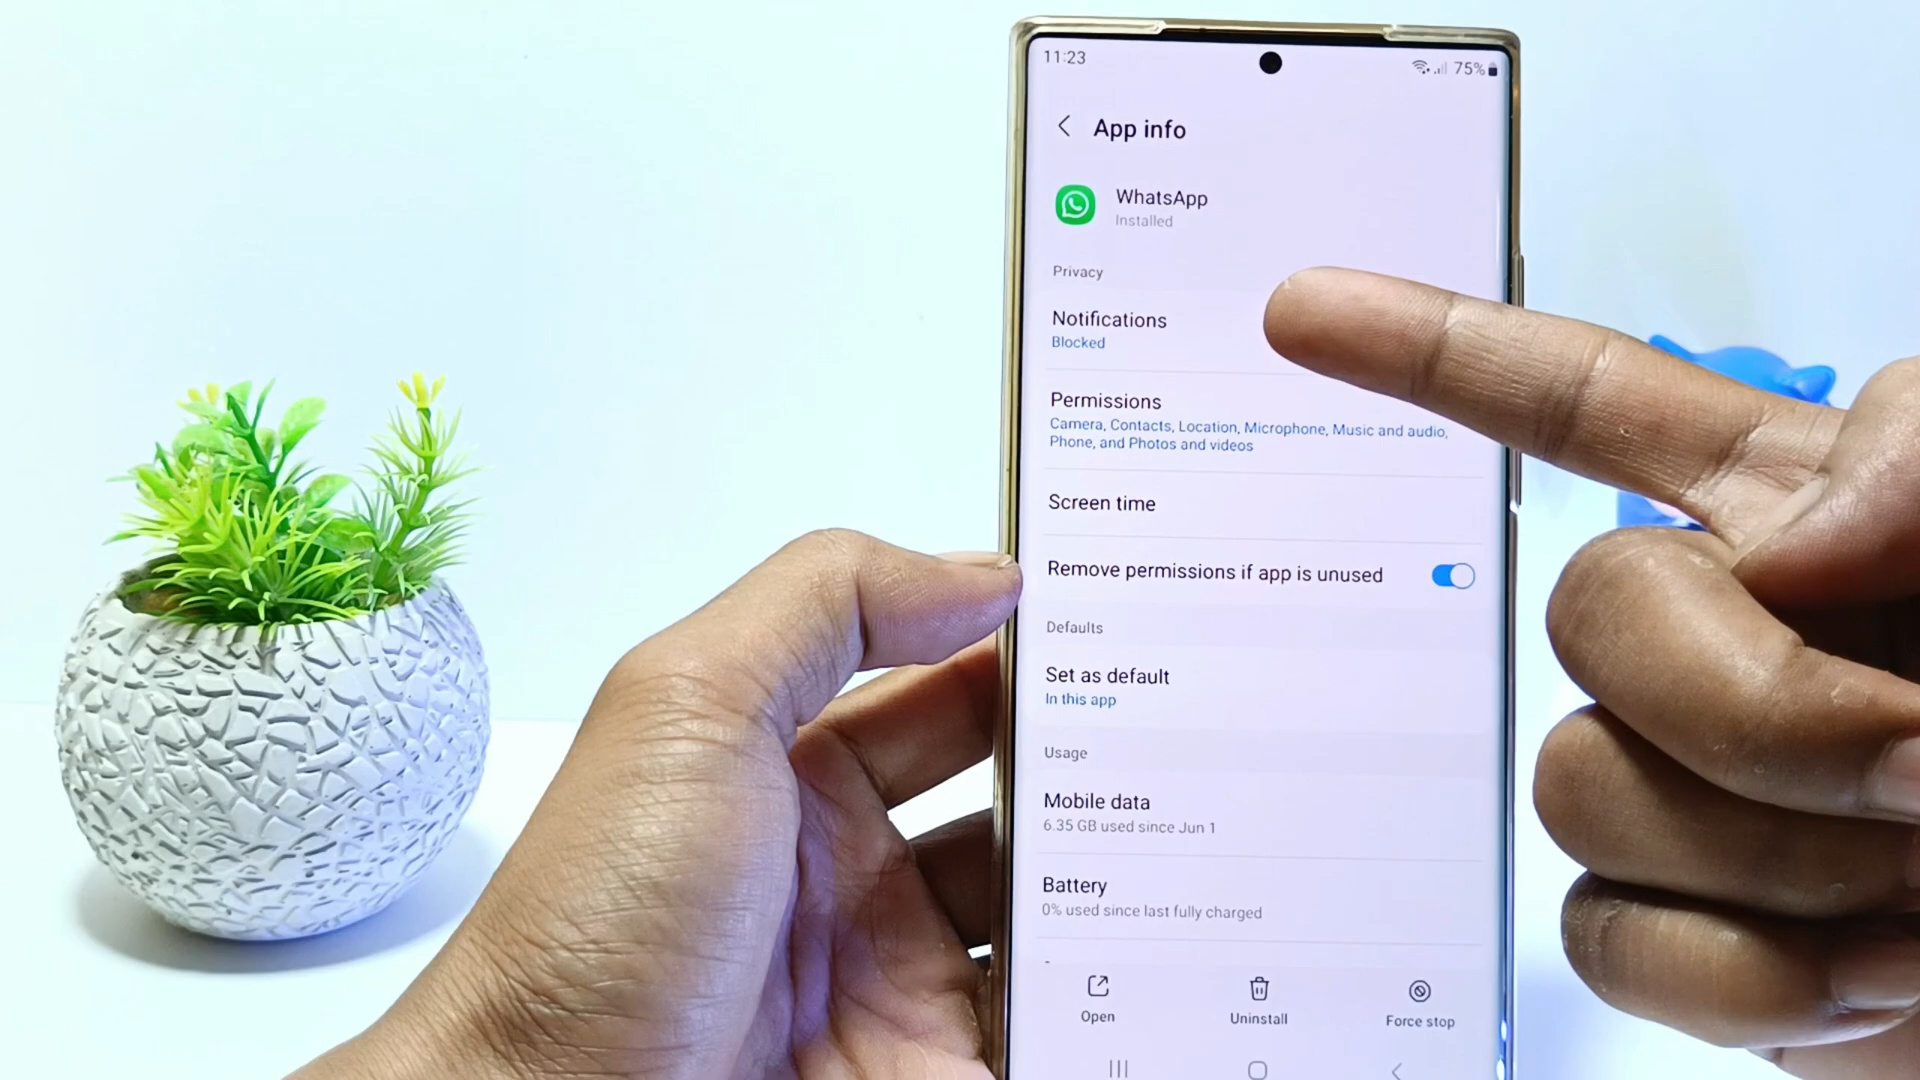 11:23
75%
App info
WhatsApp
Installed
Privacy
Notifications
Blocked
Permissions
Camera, Contacts, Location, Microphone, Music and audio,
Phone, and Photos and videos
Screen time
Remove permissions if app is unused
Defaults
Set as default
In this app
Usage
Mobile data
6.35 GB used since Jun 1
Battery
0% used since last fully charged
Open
Uninstall
Force stop